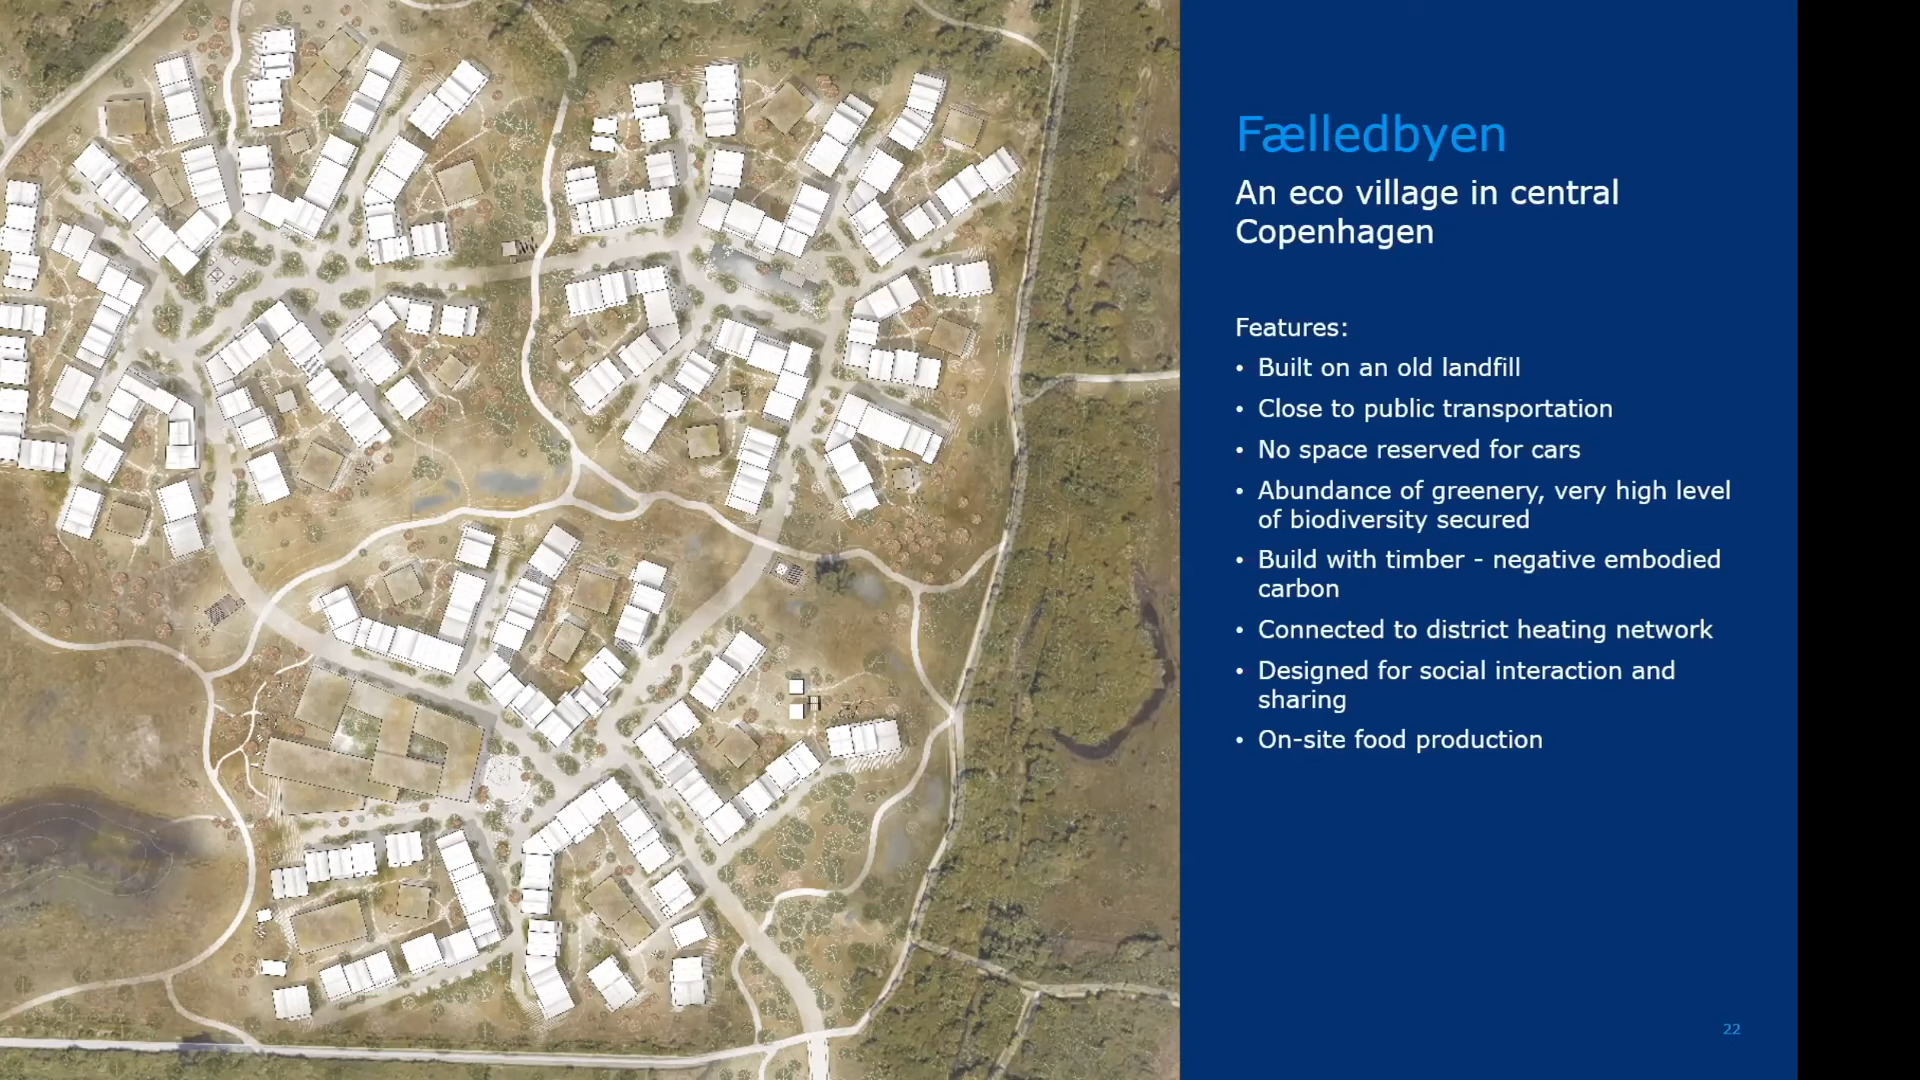 Fælledbyen
An eco village in central
Copenhagen
Features:
• Built on an old landfill
• Close to public transportation
• No space reserved for cars
• Abundance of greenery, very high level
of biodiversity secured
• Build with timber - negative embodied
carbon
• Connected to district heating network
• Designed for social interaction and
sharing
• On-site food production
22